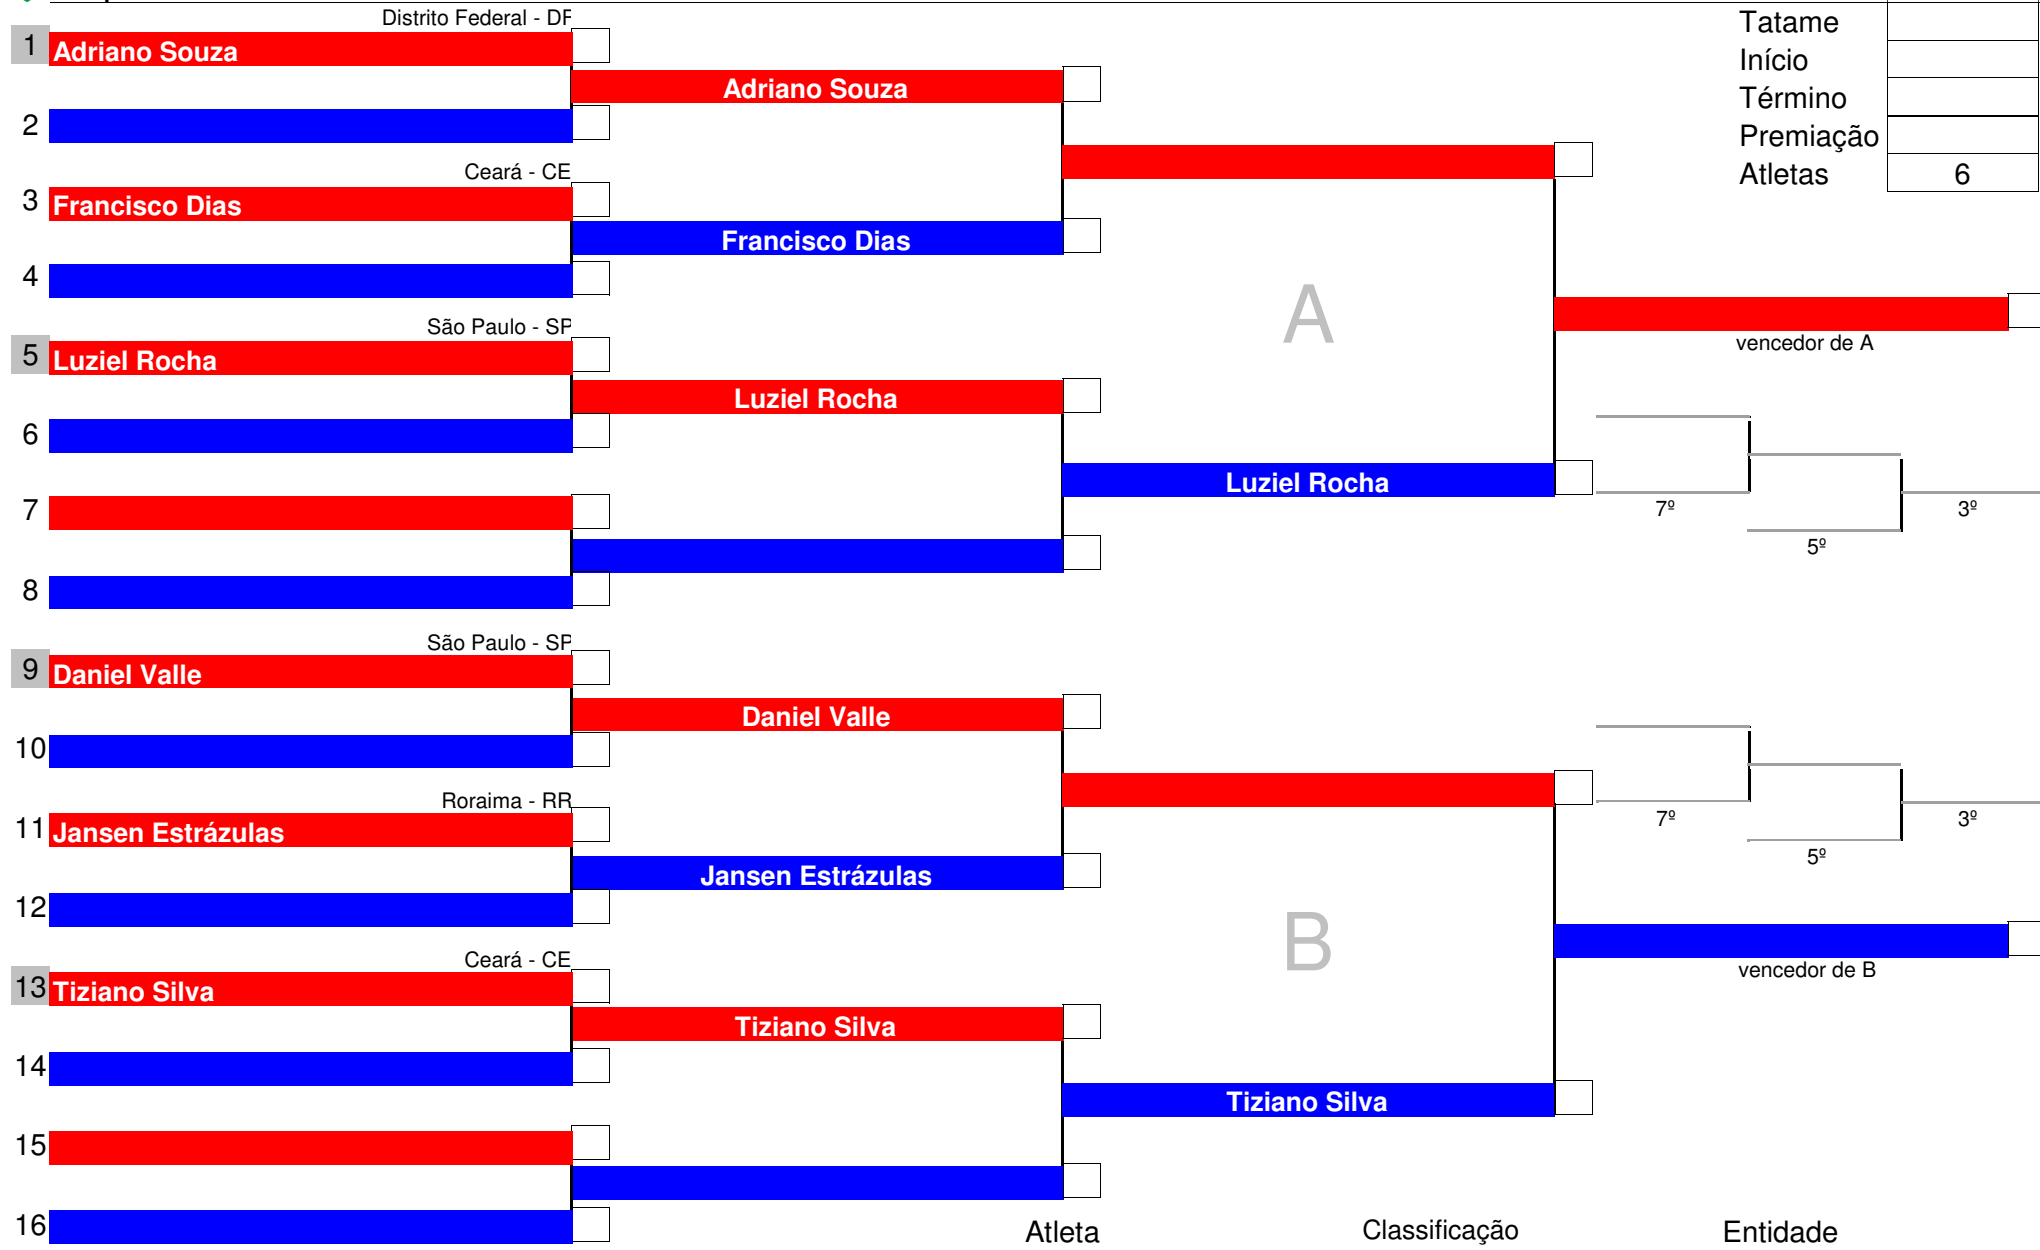 Distrito Federal - DF
Tatame
1 Adriano Souza
Início
Adriano Souza
Término
2
Premiação
Ceará - CE
Atletas 6
3 Francisco Dias
Francisco Dias
4
A
São Paulo - SP
vencedor de A
5 Luziel Rocha
Luziel Rocha
6
Luziel Rocha
7
7º 3º
5º
8
São Paulo - SP
9 Daniel Valle
Daniel Valle
10
Roraima - RR
7º 3º
11 Jansen Estrázulas
5º
Jansen Estrázulas
12
B
Ceará - CE
vencedor de B
13 Tiziano Silva
Tiziano Silva
14
Tiziano Silva
15
16
Atleta Classificação Entidade